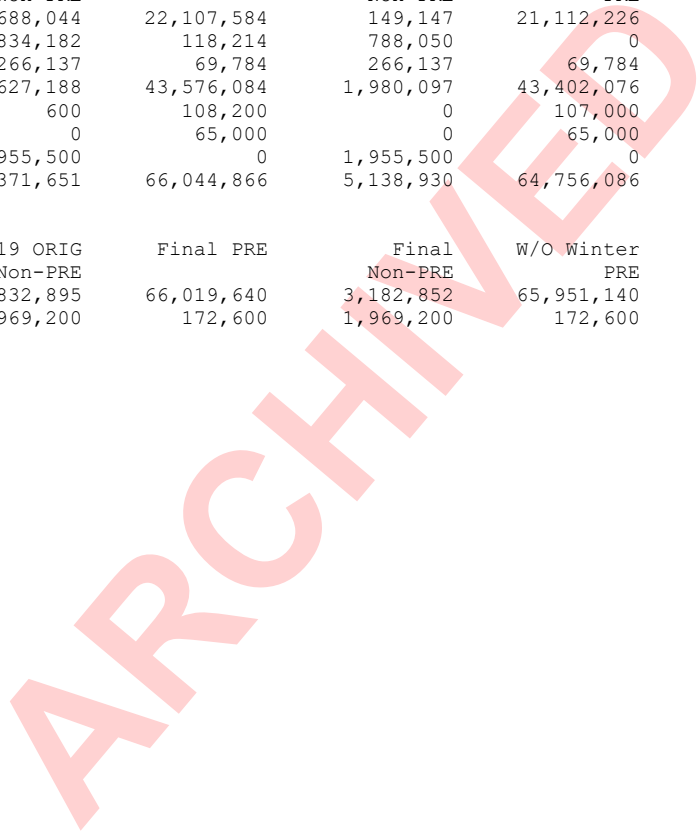 688,044 22,107,584 149,147 21,112,226
834,182 118,214 788,050 0
266,137 69,784 266,137 69,784
627,188 43,576,084 1,980,097 43,402,076
600 108,200 0 107,000
0 65,000 0 65,000
955,500 0 1,955,500 0
371,651 66,044,866 5,138,930 64,756,086
19 ORIG Final PRE Final W/O Winter
Non-PRE Non-PRE PRE
832,895 66,019,640 3,182,852 65,951,140
969,200 172,600 1,969,200 172,600
ARCHIVED